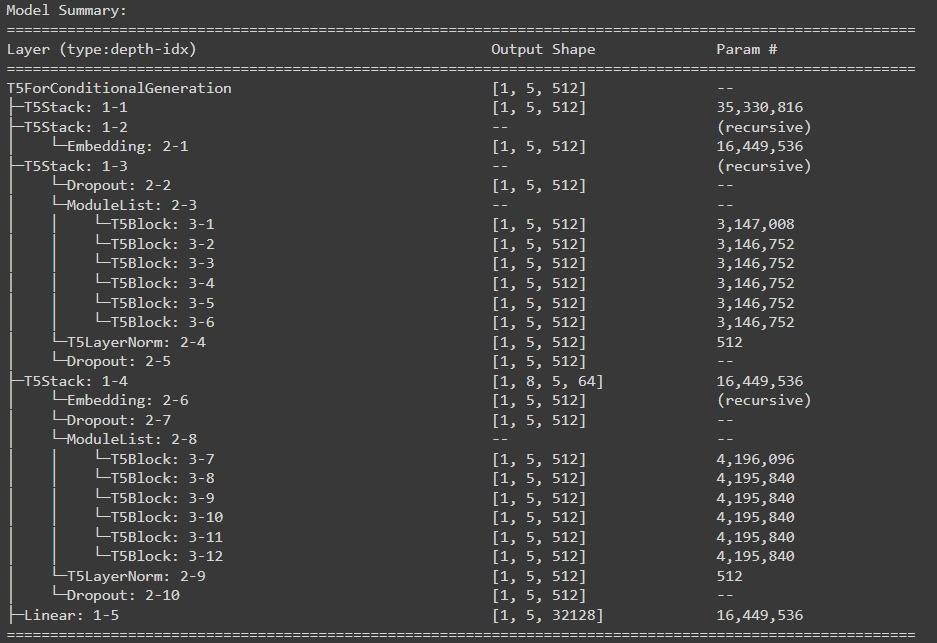 Model Summary:
==========================================================================================
Layer (type:depth-idx) Output Shape Param #
==========================================================================================
T5ForConditionalGeneration [1, 5, 512] --
├─T5Stack: 1-1 [1, 5, 512] 35,330,816
├─T5Stack: 1-2 -- (recursive)
│ └─Embedding: 2-1 [1, 5, 512] 16,449,536
├─T5Stack: 1-3 -- (recursive)
│ └─Dropout: 2-2 [1, 5, 512] --
│ └─ModuleList: 2-3 -- --
│ │ └─T5Block: 3-1 [1, 5, 512] 3,147,008
│ │ └─T5Block: 3-2 [1, 5, 512] 3,146,752
│ │ └─T5Block: 3-3 [1, 5, 512] 3,146,752
│ │ └─T5Block: 3-4 [1, 5, 512] 3,146,752
│ │ └─T5Block: 3-5 [1, 5, 512] 3,146,752
│ │ └─T5Block: 3-6 [1, 5, 512] 3,146,752
│ └─T5LayerNorm: 2-4 [1, 5, 512] 512
│ └─Dropout: 2-5 [1, 5, 512] --
├─T5Stack: 1-4 [1, 8, 5, 64] 16,449,536
│ └─Embedding: 2-6 [1, 5, 512] (recursive)
│ └─Dropout: 2-7 [1, 5, 512] --
│ └─ModuleList: 2-8 -- --
│ │ └─T5Block: 3-7 [1, 5, 512] 4,196,096
│ │ └─T5Block: 3-8 [1, 5, 512] 4,195,840
│ │ └─T5Block: 3-9 [1, 5, 512] 4,195,840
│ │ └─T5Block: 3-10 [1, 5, 512] 4,195,840
│ │ └─T5Block: 3-11 [1, 5, 512] 4,195,840
│ │ └─T5Block: 3-12 [1, 5, 512] 4,195,840
│ └─T5LayerNorm: 2-9 [1, 5, 512] 512
│ └─Dropout: 2-10 [1, 5, 512] --
├─Linear: 1-5 [1, 5, 32128] 16,449,536
==========================================================================================